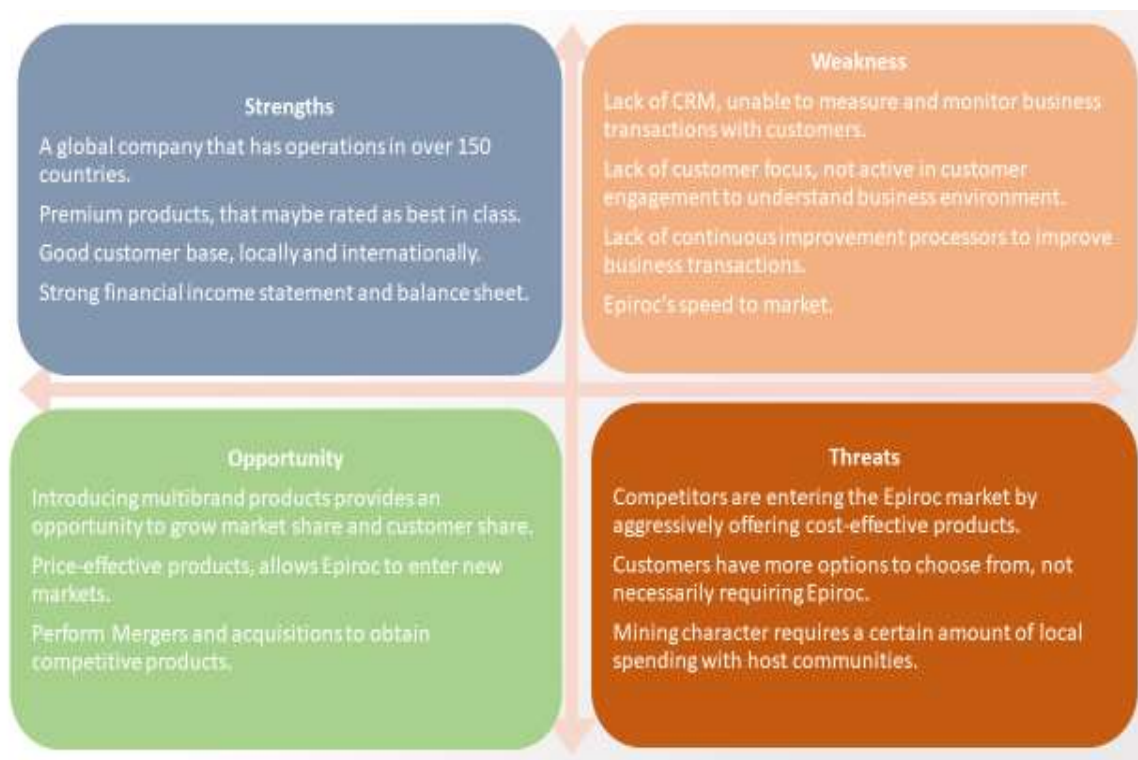 Strengths
A global company that has operations in over 150
countries.
Premium products, that maybe rated as best in class.
Good customer base, locally and internationally.
Strong financial income statement and balance sheet.
Weakness
Lack of CRM, unable to measure and monitor business
transactions with customers.
Lack of customer focus, not active in customer
engagement to understand business environment.
Lack of continuous improvement processors to improve
business transactions.
Epiroc's speed to market.
Opportunity
Introducing multibrand products provides an
opportunity to grow market share and customer share.
Price-effective products, allows Epiroc to enter new
markets.
Perform Mergers and acquisitions to obtain
competitive products.
Threats
Competitors are entering the Epiroc market by
aggressively offering cost-effective products.
Customers have more options to choose from, not
necessarily requiring Epiroc.
Mining character requires a certain amount of local
spending with host communities.